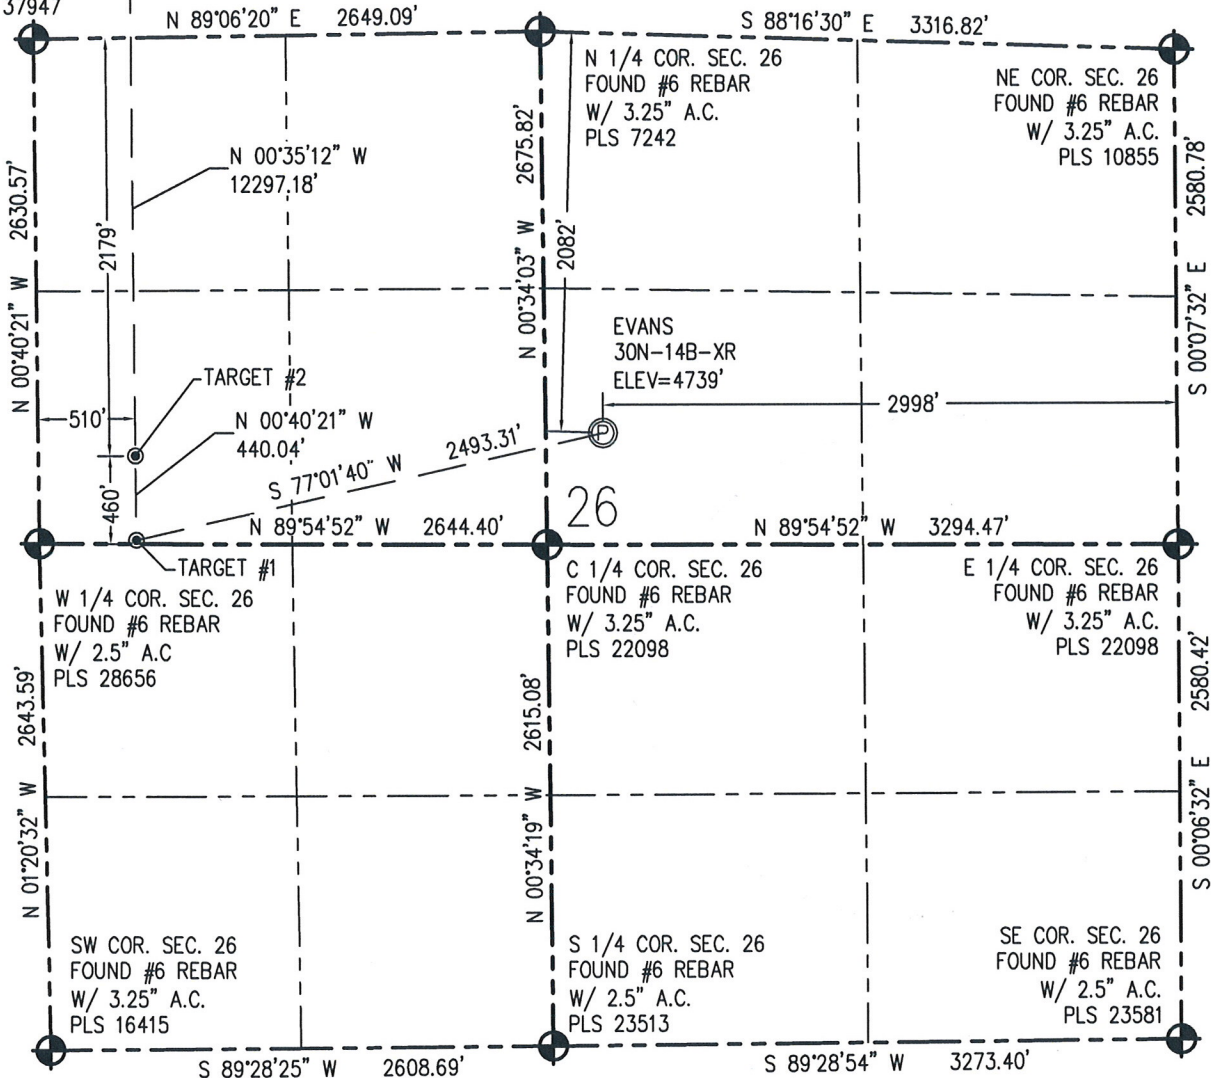 37947
N 89°06'20" E 2649.09'
S 88°16'30" E 3316.82'
N 1/4 COR. SEC. 26
FOUND #6 REBAR
W/ 3.25" A.C.
PLS 7242
NE COR. SEC. 26
FOUND #6 REBAR
W/ 3.25" A.C.
PLS 10855
N 00°35'12" W
12297.18'
N 00°40'21" W 2630.57'
2179'
N 00°34'03" W 2675.82'
2082'
S 00°07'32" E 2580.78'
EVANS
30N-14B-XR
ELEV=4739'
P
2998'
TARGET #2
510'
N 00°40'21" W
440.04'
460'
S 77°01'40" W 2493.31'
26
N 89°54'52" W 2644.40'
N 89°54'52" W 3294.47'
TARGET #1
W 1/4 COR. SEC. 26
FOUND #6 REBAR
W/ 2.5" A.C
PLS 28656
C 1/4 COR. SEC. 26
FOUND #6 REBAR
W/ 3.25" A.C.
PLS 22098
E 1/4 COR. SEC. 26
FOUND #6 REBAR
W/ 3.25" A.C.
PLS 22098
N 01°20'32" W 2643.59'
N 00°34'19" W 2615.08'
S 00°06'32" E 2580.42'
SW COR. SEC. 26
FOUND #6 REBAR
W/ 3.25" A.C.
PLS 16415
S 1/4 COR. SEC. 26
FOUND #6 REBAR
W/ 2.5" A.C.
PLS 23513
SE COR. SEC. 26
FOUND #6 REBAR
W/ 2.5" A.C.
PLS 23581
S 89°28'25" W 2608.69'
S 89°28'54" W 3273.40'